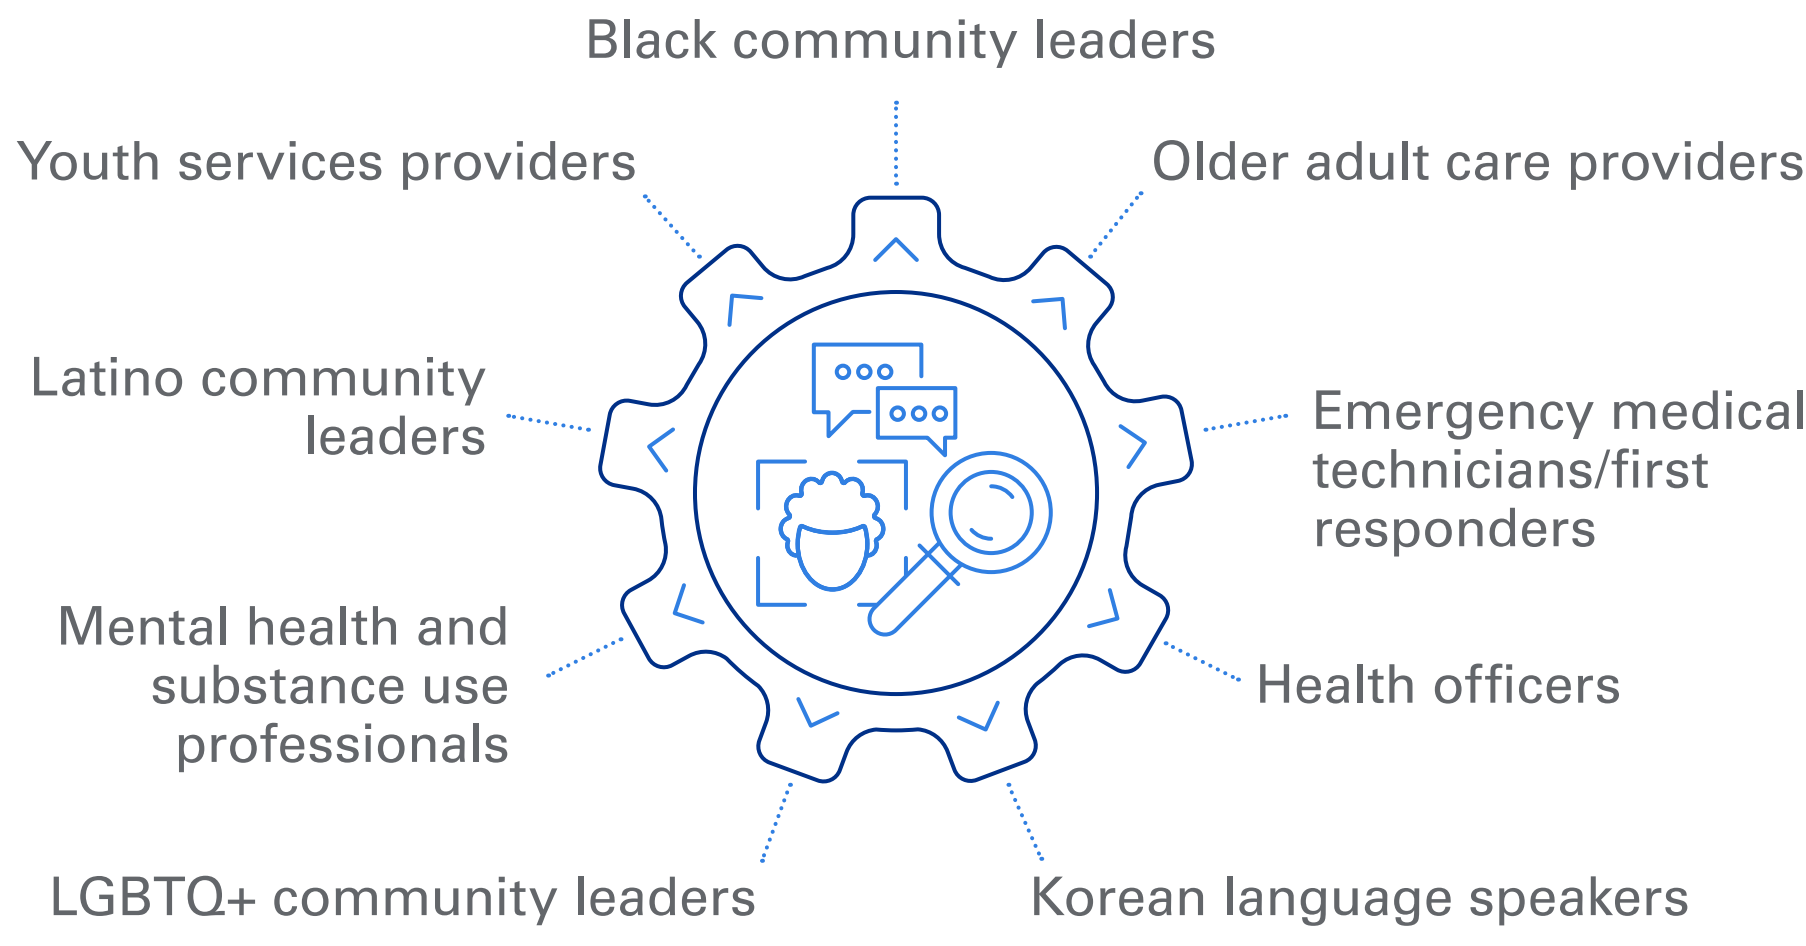 Black community leaders
Youth services providers
Older adult care providers
Latino community
leaders
Emergency medical
technicians/first
responders
Mental health and
substance use
professionals
Health officers
LGBTQ+ community leaders
Korean language speakers